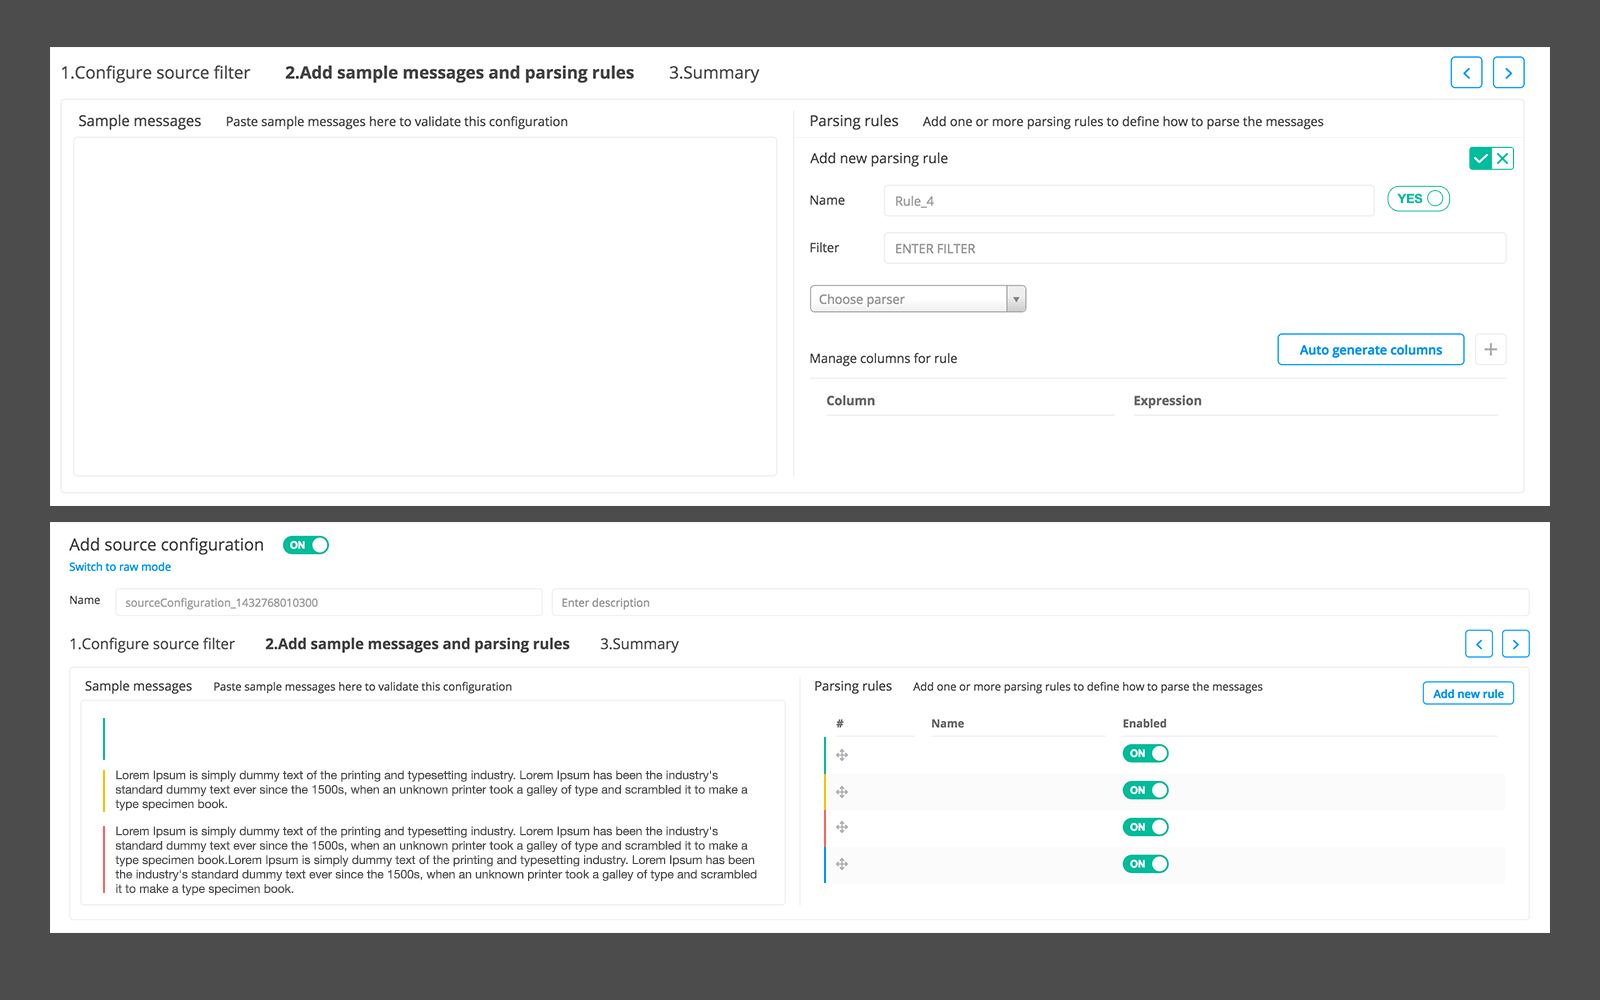 1.Configure source filter 2.Add sample messages and parsing rules 3.Summary
Sample messages Paste sample messages here to validate this configuration
Parsing rules Add one or more parsing rules to define how to parse the messages
Add new parsing rule
Name Rule_4 YES
Filter ENTER FILTER
Choose parser
Manage columns for rule Auto generate columns
Column Expression
Add source configuration ON
Switch to raw mode
Name sourceConfiguration_1432768010300 Enter description
1.Configure source filter 2.Add sample messages and parsing rules 3.Summary
Sample messages Paste sample messages here to validate this configuration
Lorem Ipsum is simply dummy text of the printing and typesetting industry. Lorem Ipsum has been the industry's
standard dummy text ever since the 1500s, when an unknown printer took a galley of type and scrambled it to make a
type specimen book.
Lorem Ipsum is simply dummy text of the printing and typesetting industry. Lorem Ipsum has been the industry's
standard dummy text ever since the 1500s, when an unknown printer took a galley of type and scrambled it to make a
type specimen book.Lorem Ipsum is simply dummy text of the printing and typesetting industry. Lorem Ipsum has been
the industry's standard dummy text ever since the 1500s, when an unknown printer took a galley of type and scrambled
it to make a type specimen book.
Parsing rules Add one or more parsing rules to define how to parse the messages Add new rule
# Name Enabled
ON
ON
ON
ON